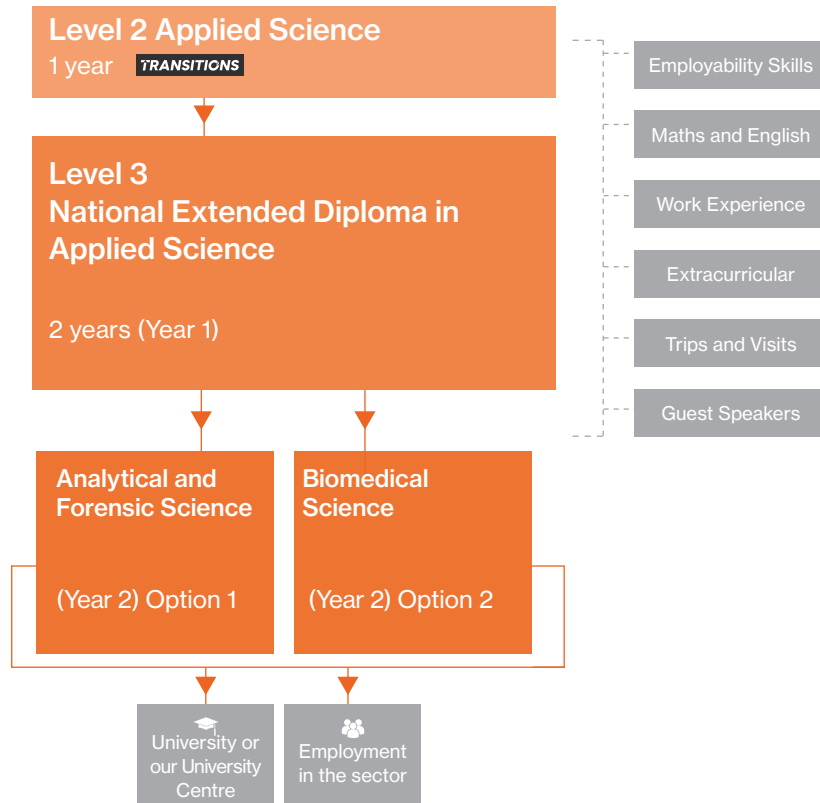 Level 2 Applied Science
1 year TRANSITIONS
Level 3
National Extended Diploma in
Applied Science
2 years (Year 1)
Analytical and
Forensic Science
(Year 2) Option 1
Biomedical
Science
(Year 2) Option 2
University or
our University
Centre
Employment
in the sector
Employability Skills
Maths and English
Work Experience
Extracurricular
Trips and Visits
Guest Speakers